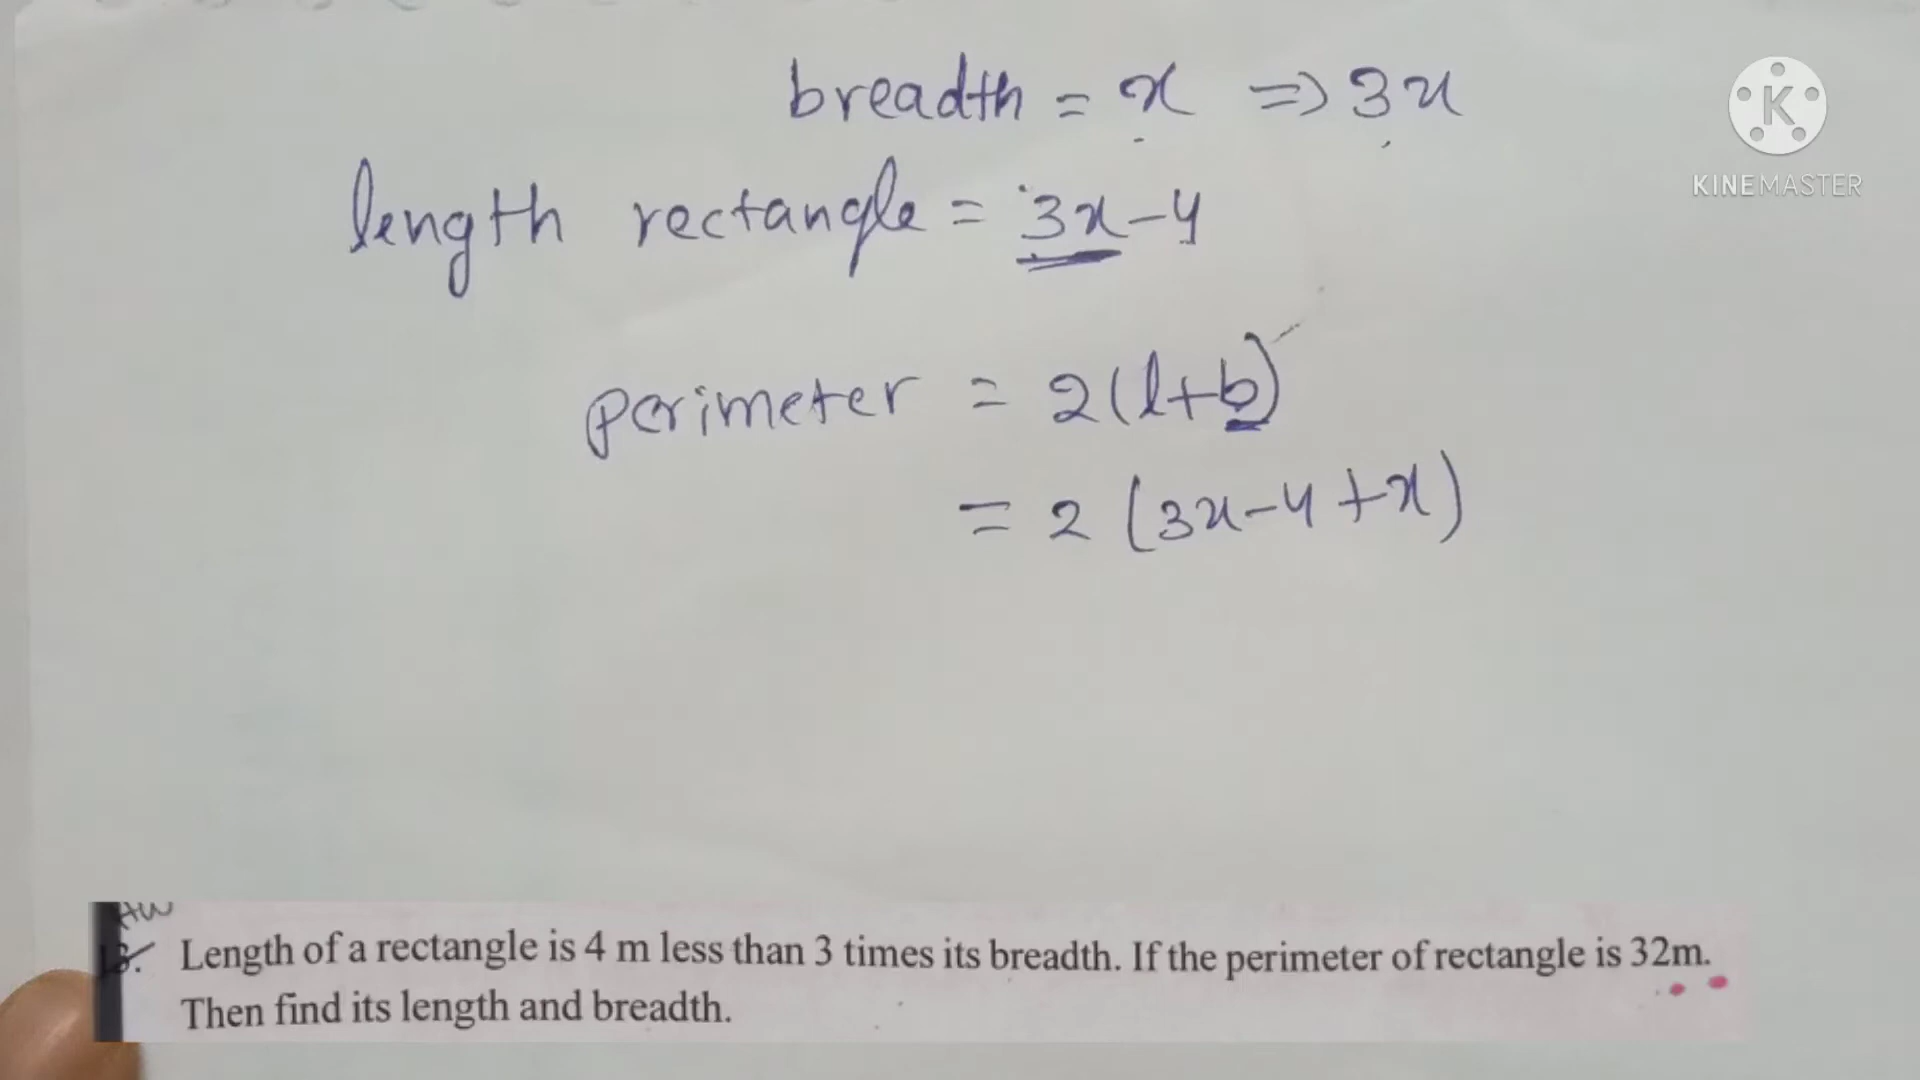 breadth = x ⇒ 3x
K
KINEMASTER
length rectangle = 3x-4
perimeter = 2(l+b)
= 2 (3x-4+x)
HW
13. Length of a rectangle is 4 m less than 3 times its breadth. If the perimeter of rectangle is 32m.
Then find its length and breadth.